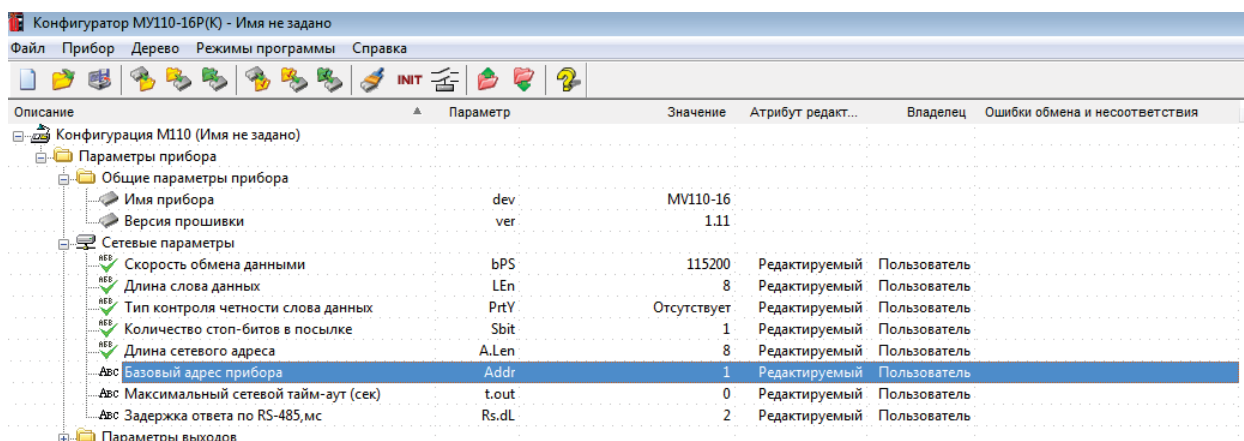 Конфигуратор МУ110-16Р(К) - Имя не задано
Файл Прибор Дерево Режимы программы Справка
INIT
Описание Параметр Значение Атрибут редакт... Владелец Ошибки обмена и несоответствия
Конфигурация М110 (Имя не задано)
Параметры прибора
Общие параметры прибора
Имя прибора dev MV110-16
Версия прошивки ver 1.11
Сетевые параметры
Скорость обмена данными bPS 115200 Редактируемый Пользователь
Длина слова данных LEn 8 Редактируемый Пользователь
Тип контроля четности слова данных PrtY Отсутствует Редактируемый Пользователь
Количество стоп-битов в посылке Sbit 1 Редактируемый Пользователь
Длина сетевого адреса A.Len 8 Редактируемый Пользователь
Авс Базовый адрес прибора Addr 1 Редактируемый Пользователь
Авс Максимальный сетевой тайм-аут (сек) t.out 0 Редактируемый Пользователь
Авс Задержка ответа по RS-485,мс Rs.dL 2 Редактируемый Пользователь
Параметры выходов